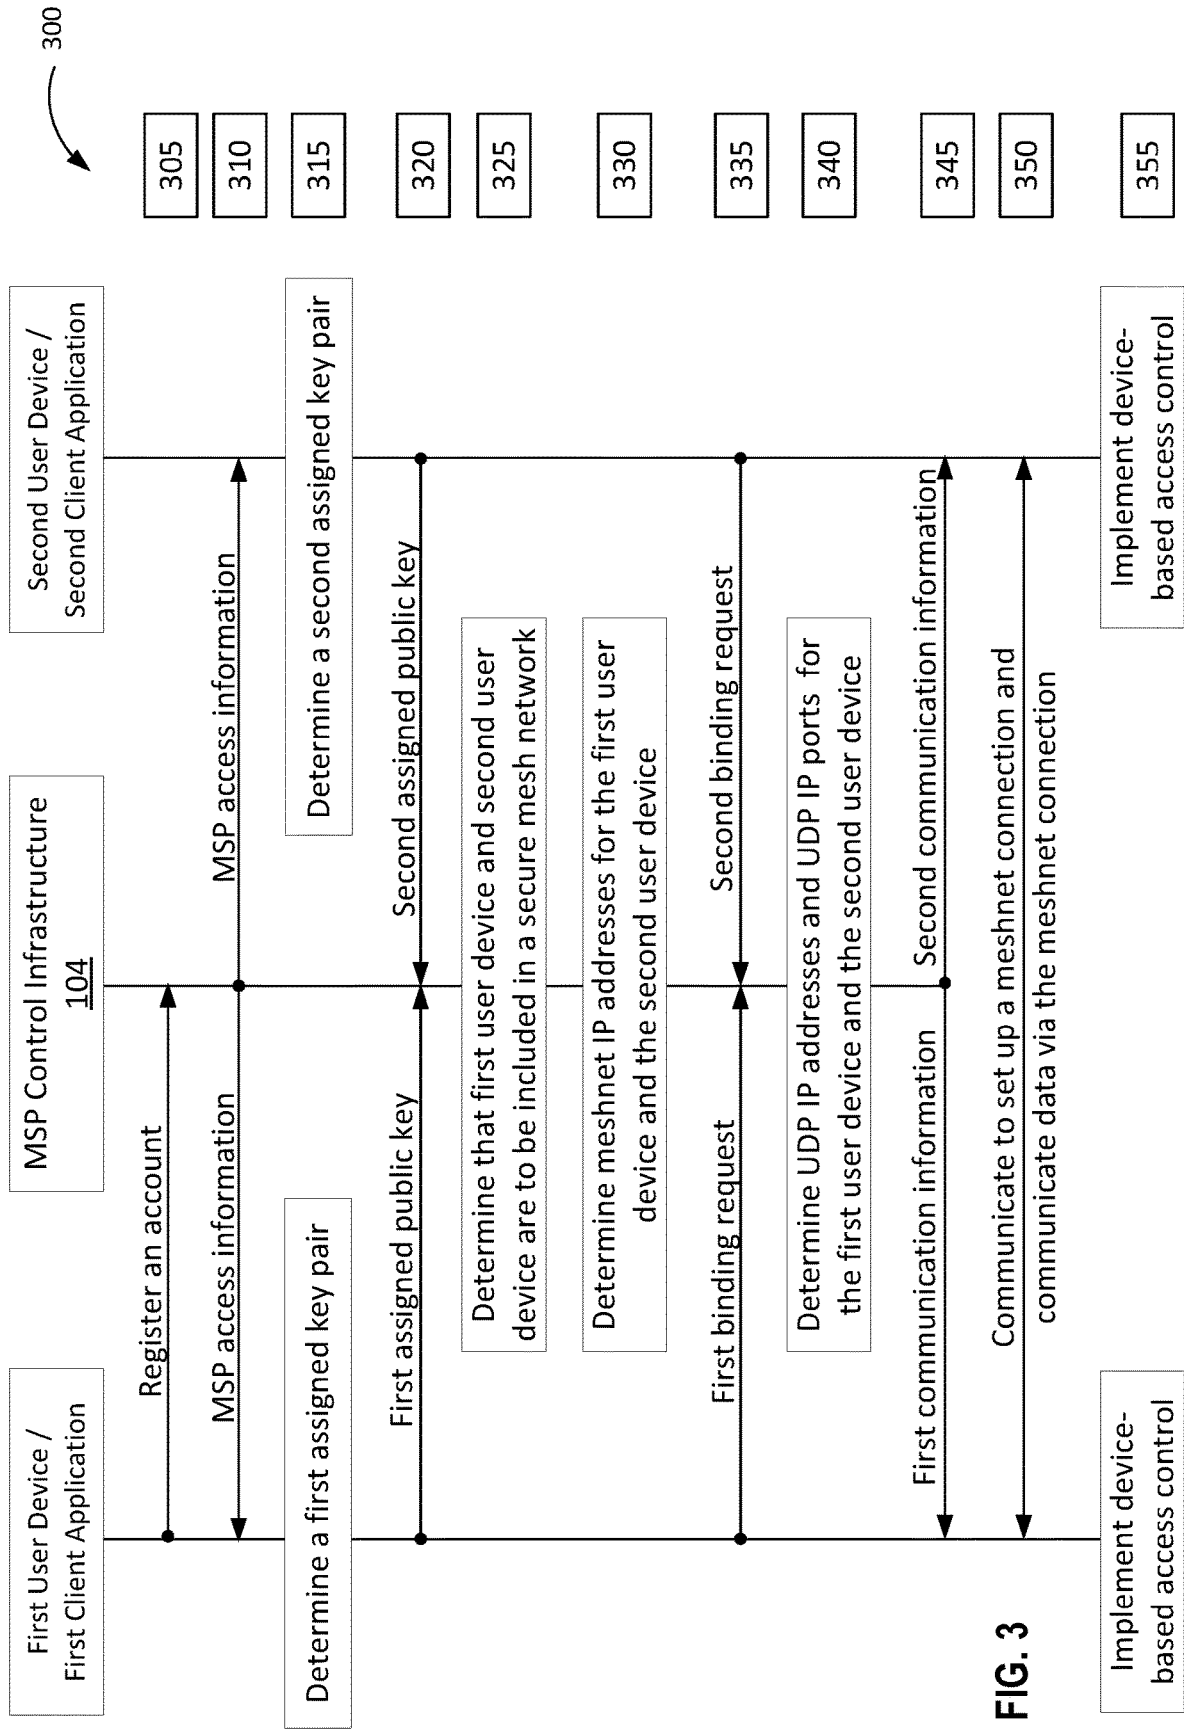 300
First User Device /
First Client Application
MSP Control Infrastructure
104
Second User Device /
Second Client Application
Register an account
305
MSP access information
MSP access information
310
Determine a first assigned key pair
Determine a second assigned key pair
315
First assigned public key
Second assigned public key
320
Determine that first user device and second user
device are to be included in a secure mesh network
325
Determine meshnet IP addresses for the first user
device and the second user device
330
First binding request
Second binding request
335
Determine UDP IP addresses and UDP IP ports for
the first user device and the second user device
340
First communication information
Second communication information
345
Communicate to set up a meshnet connection and
communicate data via the meshnet connection
350
Implement device-
based access control
Implement device-
based access control
355
FIG. 3